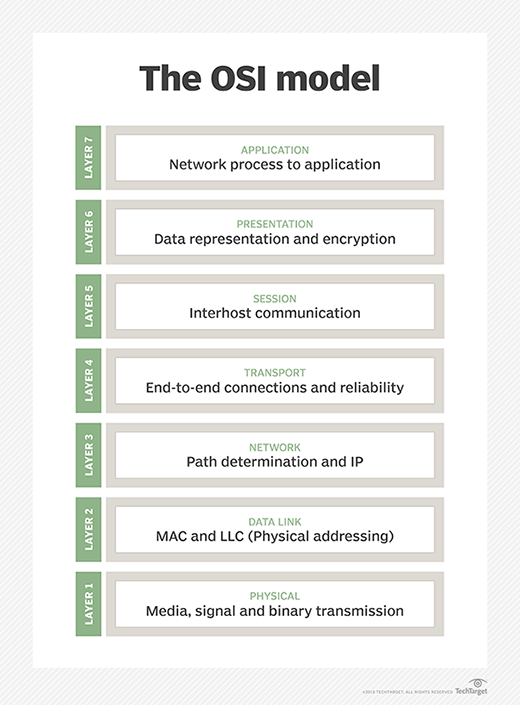 The OSI model
LAYER 7
APPLICATION
Network process to application
LAYER 6
PRESENTATION
Data representation and encryption
LAYER 5
SESSION
Interhost communication
LAYER 4
TRANSPORT
End-to-end connections and reliability
LAYER 3
NETWORK
Path determination and IP
LAYER 2
DATA LINK
MAC and LLC (Physical addressing)
LAYER 1
PHYSICAL
Media, signal and binary transmission
©2018 TECHTARGET. ALL RIGHTS RESERVED TechTarget